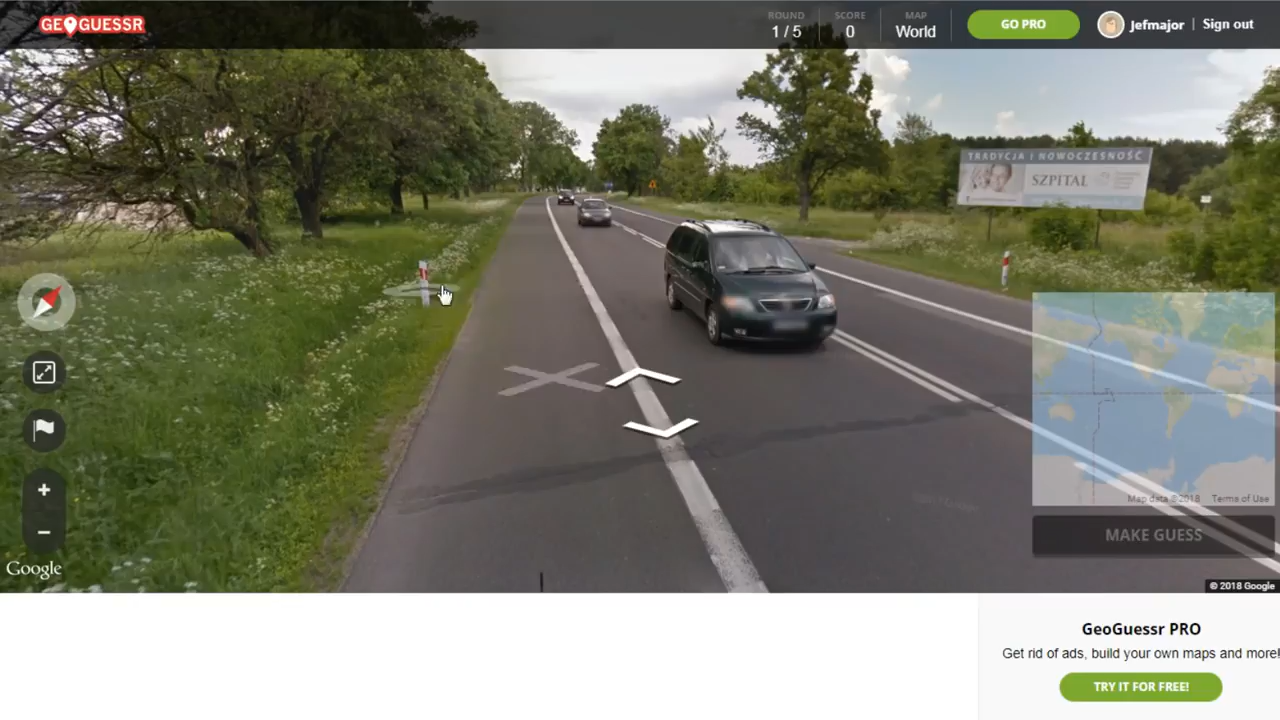 GEOGUESSR
ROUND
1 / 5
SCORE
0
MAP
World
GO PRO
Jefmajor
Sign out
TRADYCJA I NOWOCZESNOŚĆ
SZPITAL
Map data ©2018
Terms of Use
MAKE GUESS
Google
© 2018 Google
GeoGuessr PRO
Get rid of ads, build your own maps and more!
TRY IT FOR FREE!